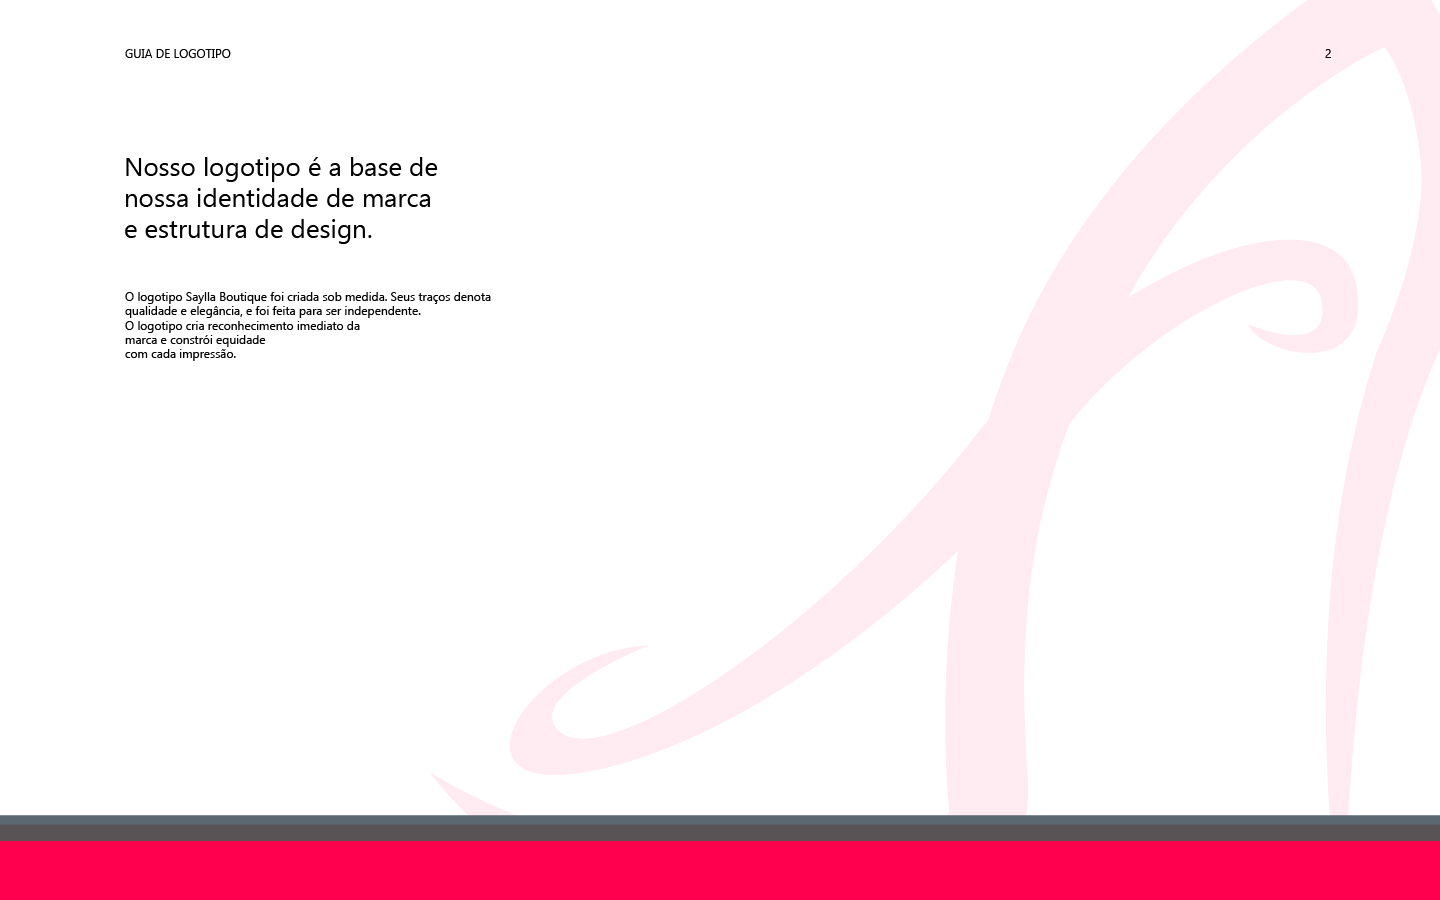 GUIA DE LOGOTIPO
2
Nosso logotipo é a base de
nossa identidade de marca
e estrutura de design.
O logotipo Saylla Boutique foi criada sob medida. Seus traços denota
qualidade e elegância, e foi feita para ser independente.
O logotipo cria reconhecimento imediato da
marca e constrói equidade
com cada impressão.